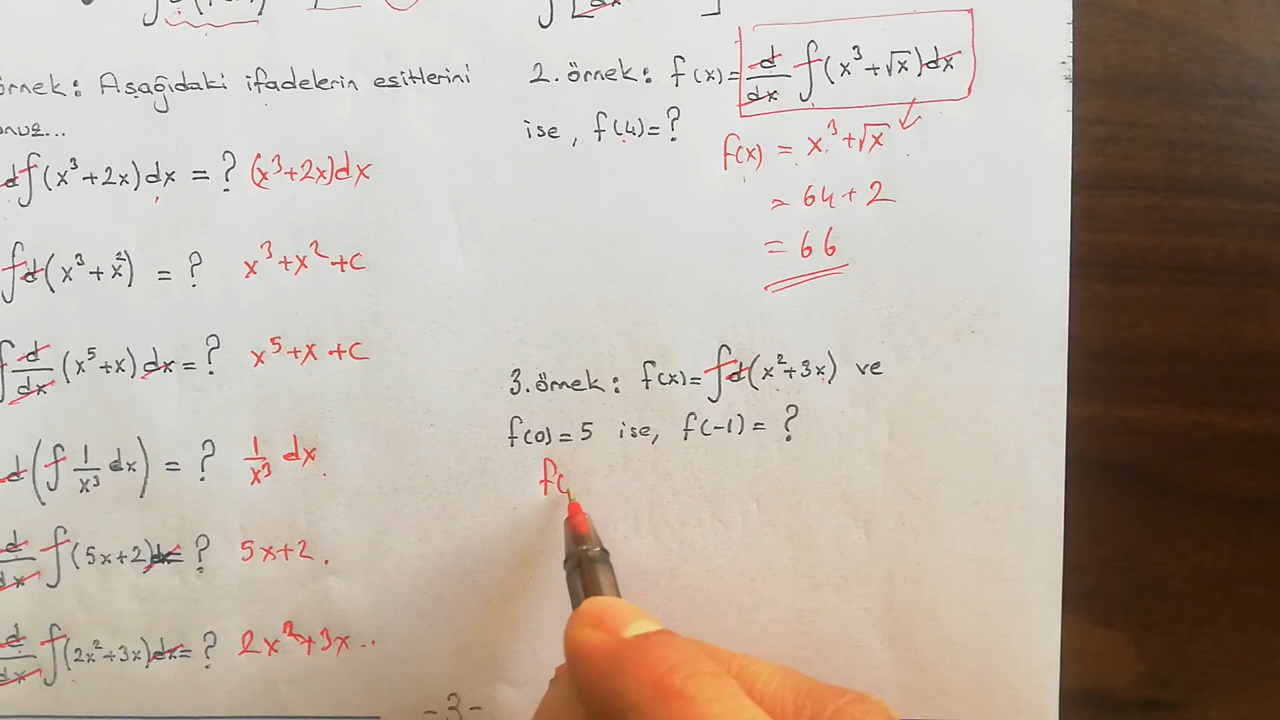 örnek: Aşağıdaki ifadelerin eşitlerini
d∫(x³+2x)dx = ? (x³+2x)dx
∫d(x³+x²) = ? x³+x²+c
∫ d/dx (x⁵+x)dx = ? x⁵+x+c
d(∫ 1/x³ dx) = ? 1/x³ dx
d/dx ∫(5x+2)dx = ? 5x+2.
d/dx ∫(2x²+3x)dx = ? 2x²+3x..
2. örnek: f(x) = d/dx ∫(x³+√x)dx
ise, f(4)=?
f(x) = x³+√x
= 64+2
= 66
3. örnek: f(x)=∫d(x²+3x) ve
f(0)=5 ise, f(-1)=?
f(
-3-